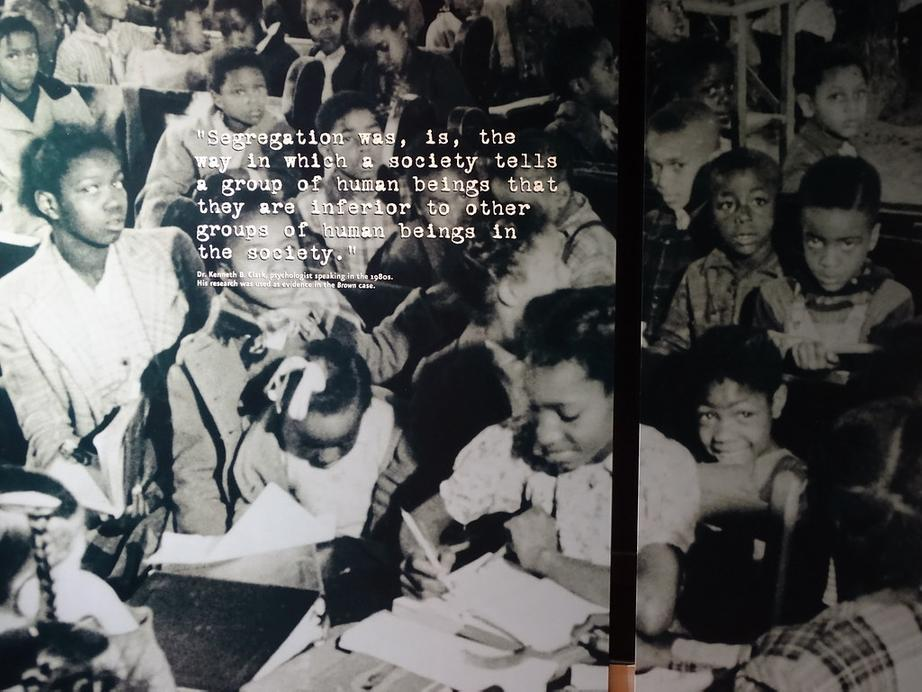 "Segregation was, is, the
way in which a society tells
a group of human beings that
they are inferior to other
groups of human beings in
the society."
Dr. Kenneth B. Clark, psychologist speaking in the 1980s.
His research was used as evidence in the Brown case.